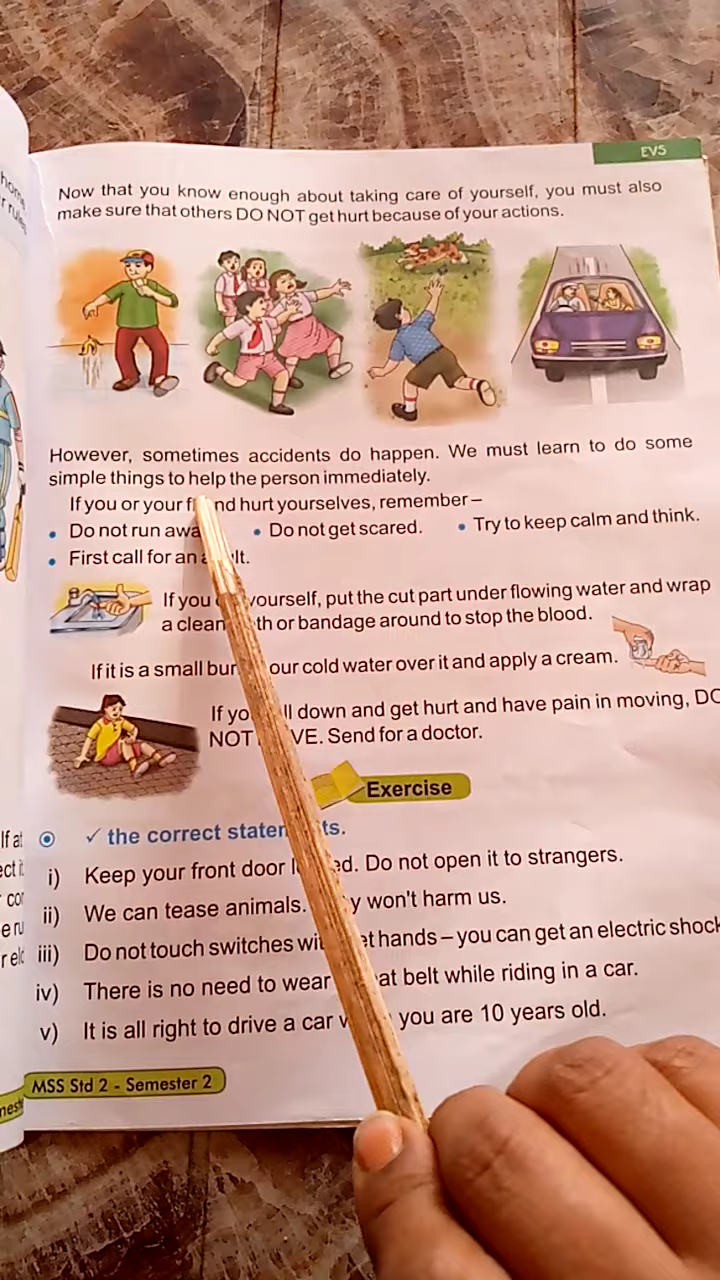 EVS
Now that you know enough about taking care of yourself, you must also
make sure that others DO NOT get hurt because of your actions.
However, sometimes accidents do happen. We must learn to do some
simple things to help the person immediately.
If you or your nd hurt yourselves, remember –
• Do not run awa • Do not get scared. • Try to keep calm and think.
• First call for an lt.
If you yourself, put the cut part under flowing water and wrap
a clean th or bandage around to stop the blood.
If it is a small bur our cold water over it and apply a cream.
If yo ll down and get hurt and have pain in moving, DO
NOT VE. Send for a doctor.
Exercise
✓ the correct state ts.
i) Keep your front door l ed. Do not open it to strangers.
ii) We can tease animals. y won't harm us.
iii) Do not touch switches wi et hands – you can get an electric shock
iv) There is no need to wear at belt while riding in a car.
v) It is all right to drive a car you are 10 years old.
MSS Std 2 - Semester 2